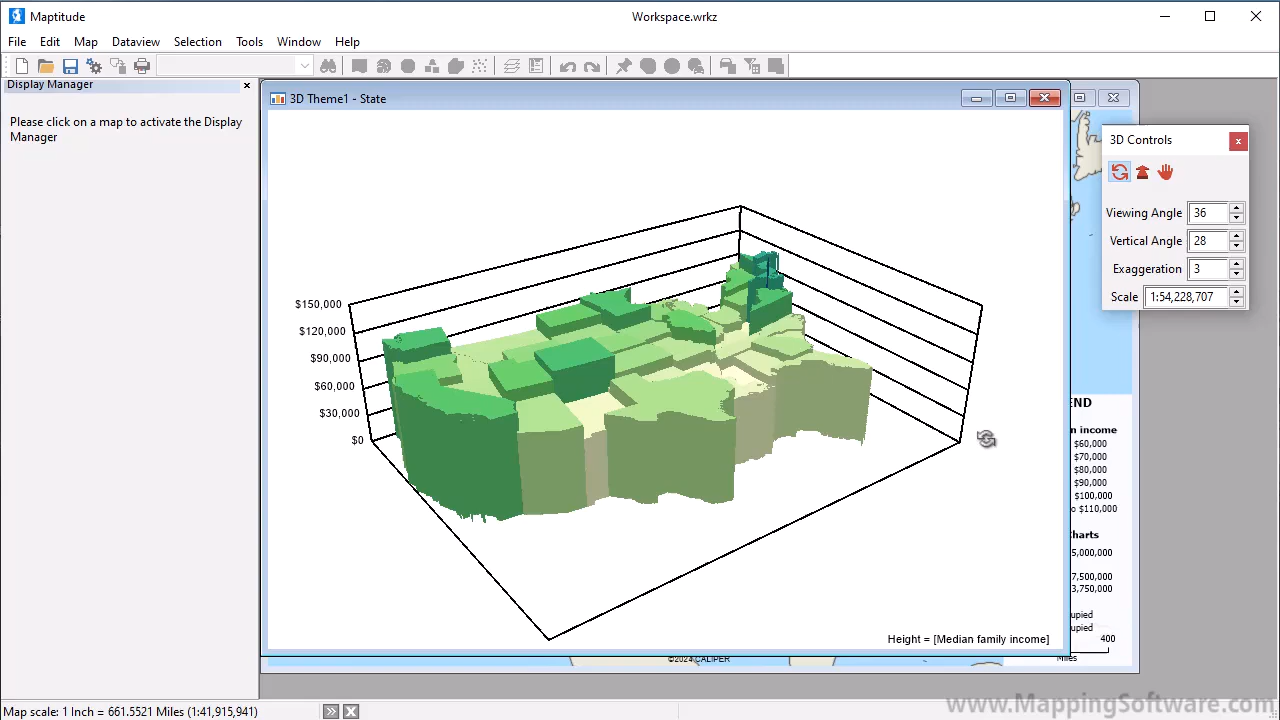 Maptitude
Workspace.wrkz
File Edit Map Dataview Selection Tools Window Help
Display Manager
Please click on a map to activate the Display
Manager
3D Theme1 - State
$150,000
$120,000
$90,000
$60,000
$30,000
$0
Height = [Median family income]
3D Controls
Viewing Angle 36
Vertical Angle 28
Exaggeration 3
Scale 1:54,228,707
END
n income
$60,000
$70,000
$80,000
$90,000
$100,000
o $110,000
Charts
5,000,000
7,500,000
3,750,000
upied
upied
400
Miles
©2024 CALIPER
Map scale: 1 Inch = 661.5521 Miles (1:41,915,941)
www.MappingSoftware.com